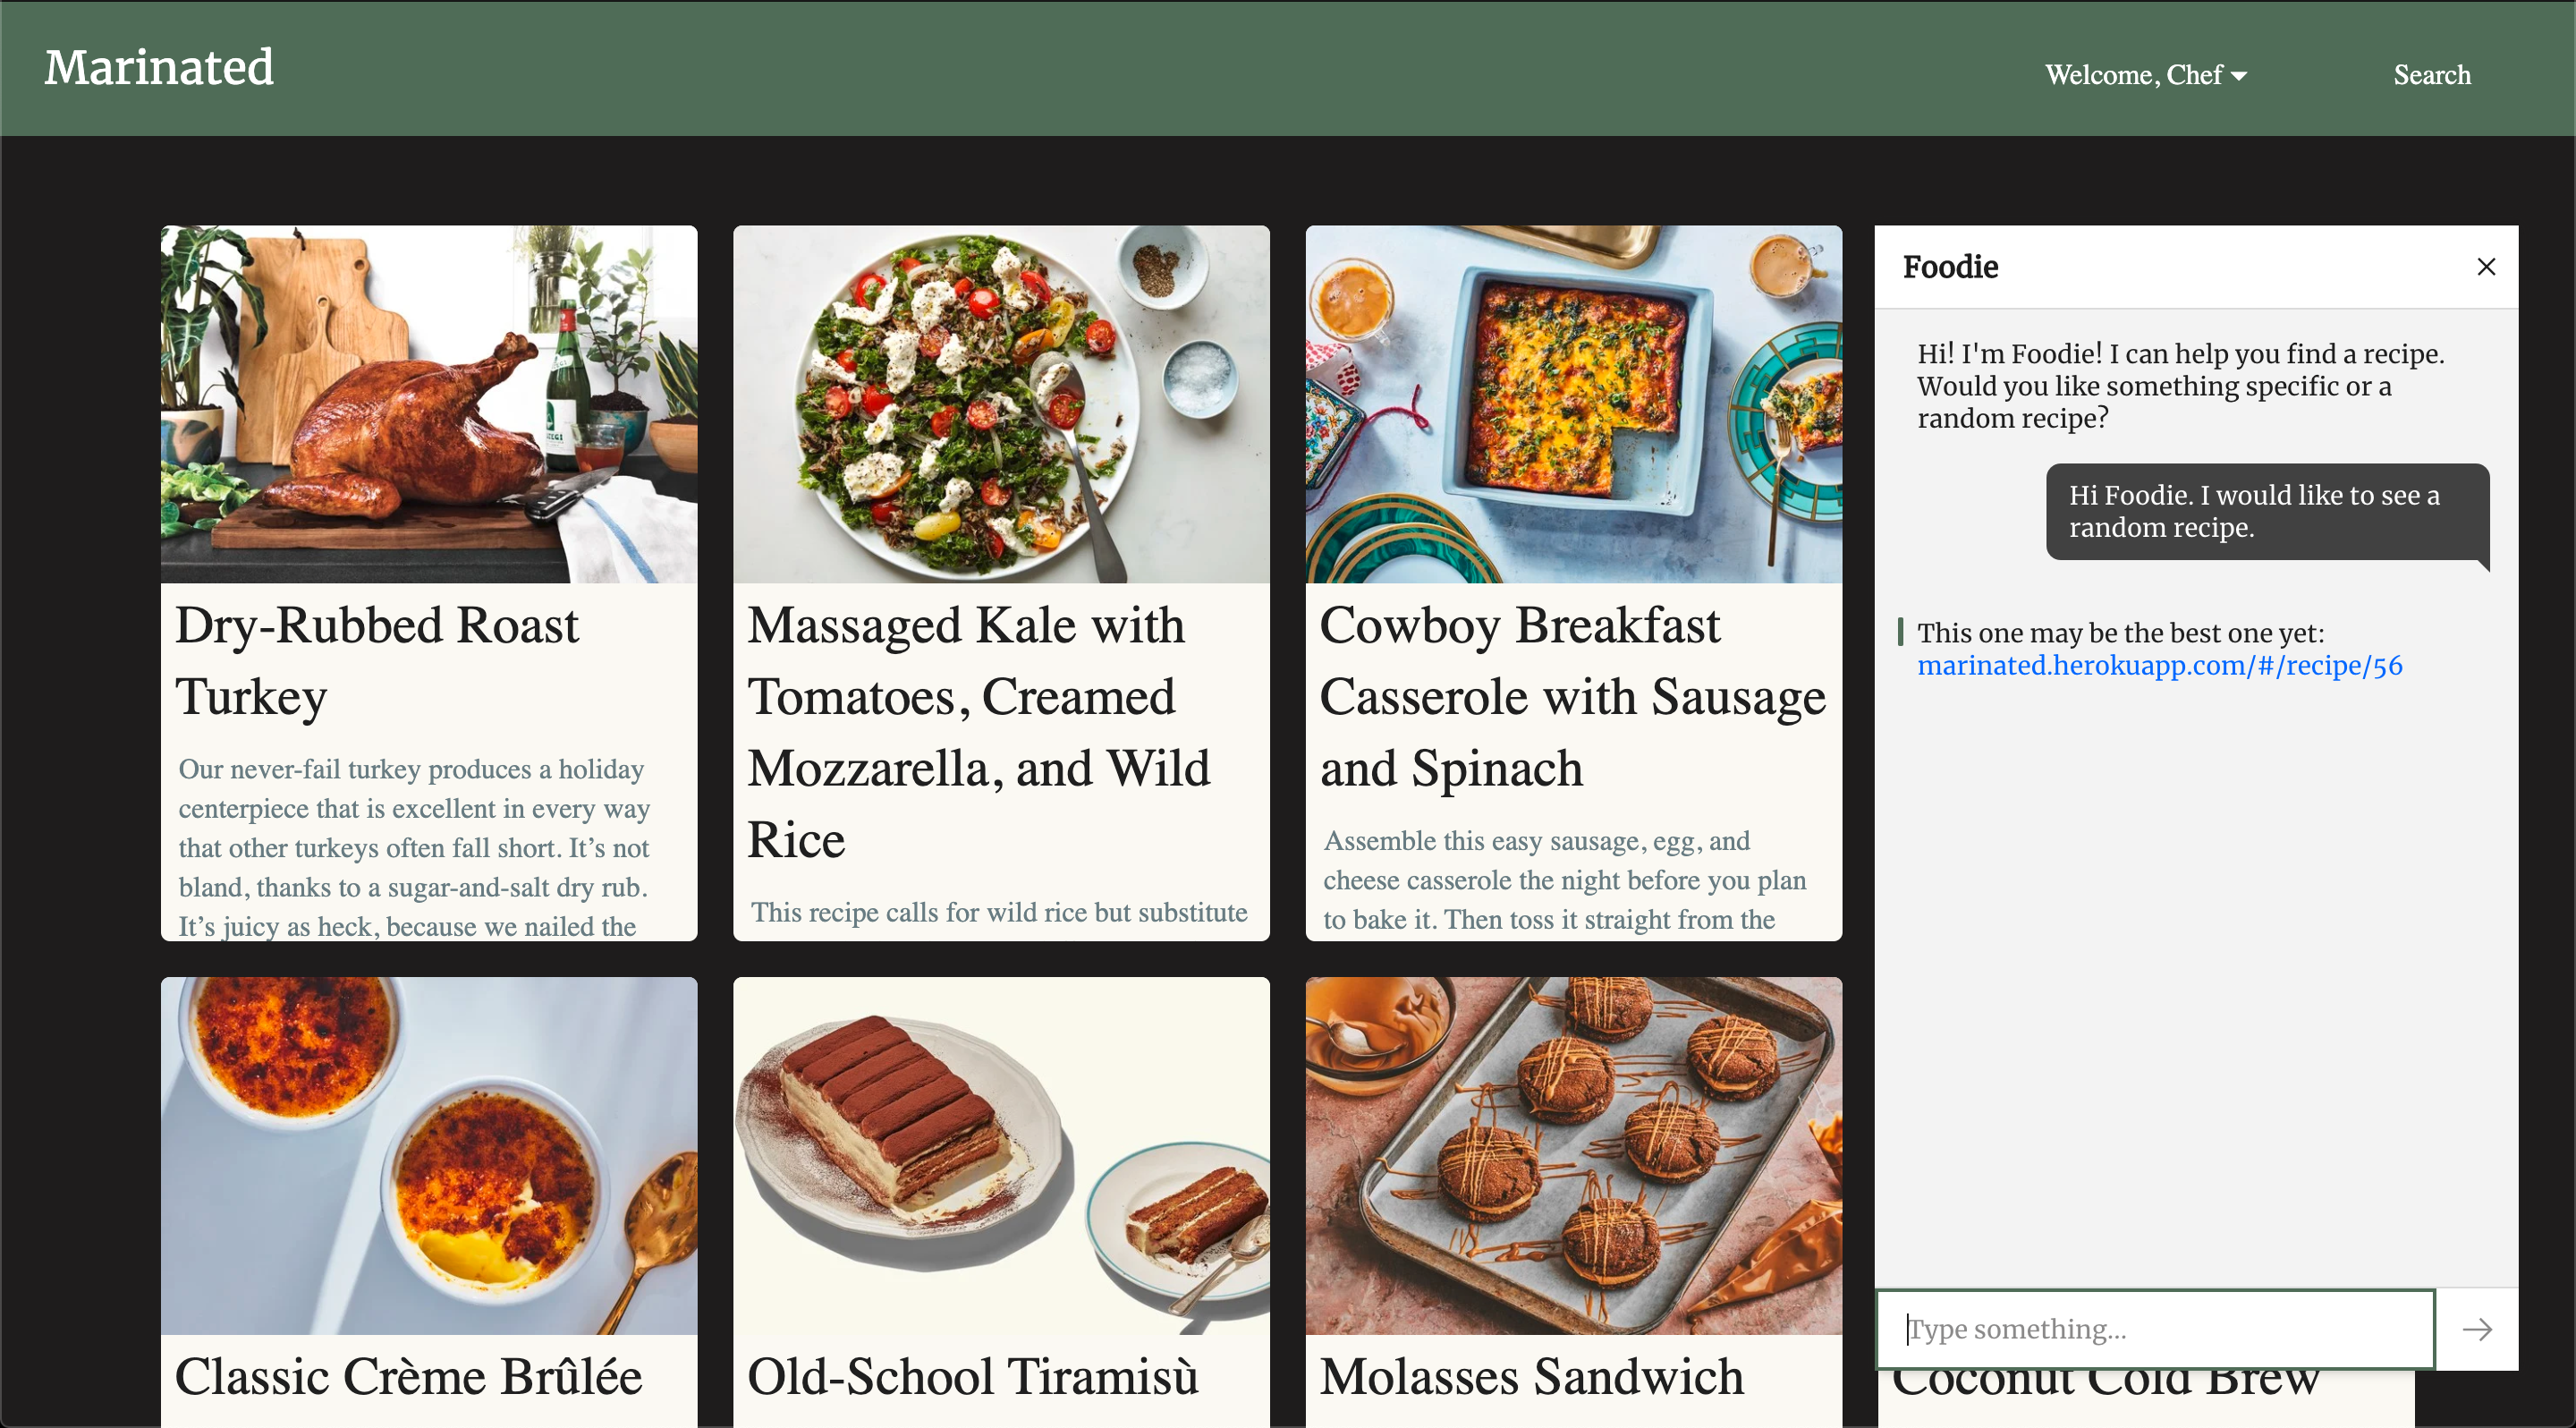 Marinated
Welcome, Chef
Search
Dry-Rubbed Roast
Turkey
Our never-fail turkey produces a holiday
centerpiece that is excellent in every way
that other turkeys often fall short. It’s not
bland, thanks to a sugar-and-salt dry rub.
It’s juicy as heck, because we nailed the
Massaged Kale with
Tomatoes, Creamed
Mozzarella, and Wild
Rice
This recipe calls for wild rice but substitute
Cowboy Breakfast
Casserole with Sausage
and Spinach
Assemble this easy sausage, egg, and
cheese casserole the night before you plan
to bake it. Then toss it straight from the
Foodie
Hi! I'm Foodie! I can help you find a recipe.
Would you like something specific or a
random recipe?
Hi Foodie. I would like to see a
random recipe.
This one may be the best one yet:
marinated.herokuapp.com/#/recipe/56
Type something...
Classic Crème Brûlée
Old-School Tiramisù
Molasses Sandwich
Coconut Cold Brew